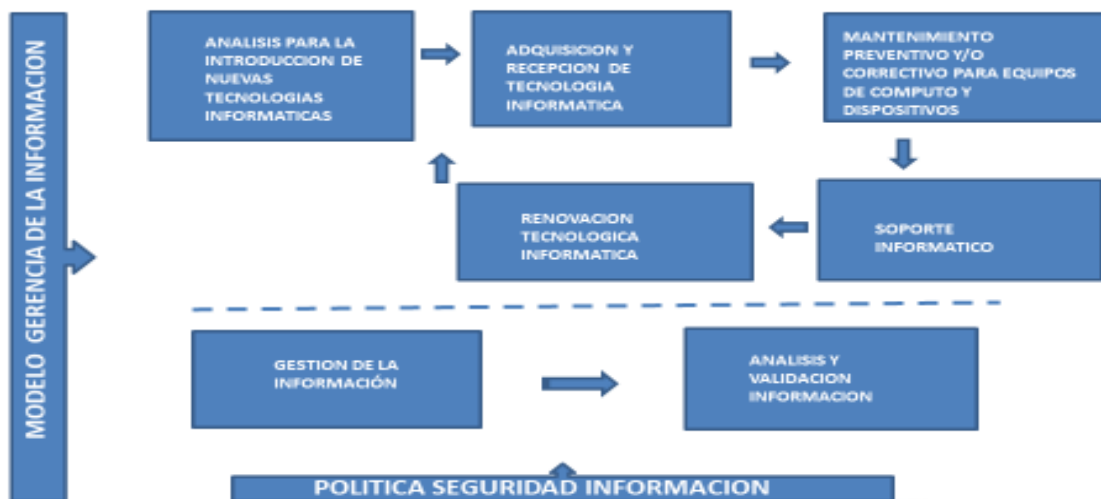 MODELO GERENCIA DE LA INFORMACION
ANALISIS PARA LA
INTRODUCCION DE
NUEVAS
TECNOLOGIAS
INFORMATICAS
ADQUISICION Y
RECEPCION DE
TECNOLOGIA
INFORMATICA
MANTENIMIENTO
PREVENTIVO Y/O
CORRECTIVO PARA EQUIPOS
DE COMPUTO Y
DISPOSITIVOS
RENOVACION
TECNOLOGICA
INFORMATICA
SOPORTE
INFORMATICO
GESTION DE LA
INFORMACIÓN
ANALISIS Y
VALIDACION
INFORMACION
POLITICA SEGURIDAD INFORMACION